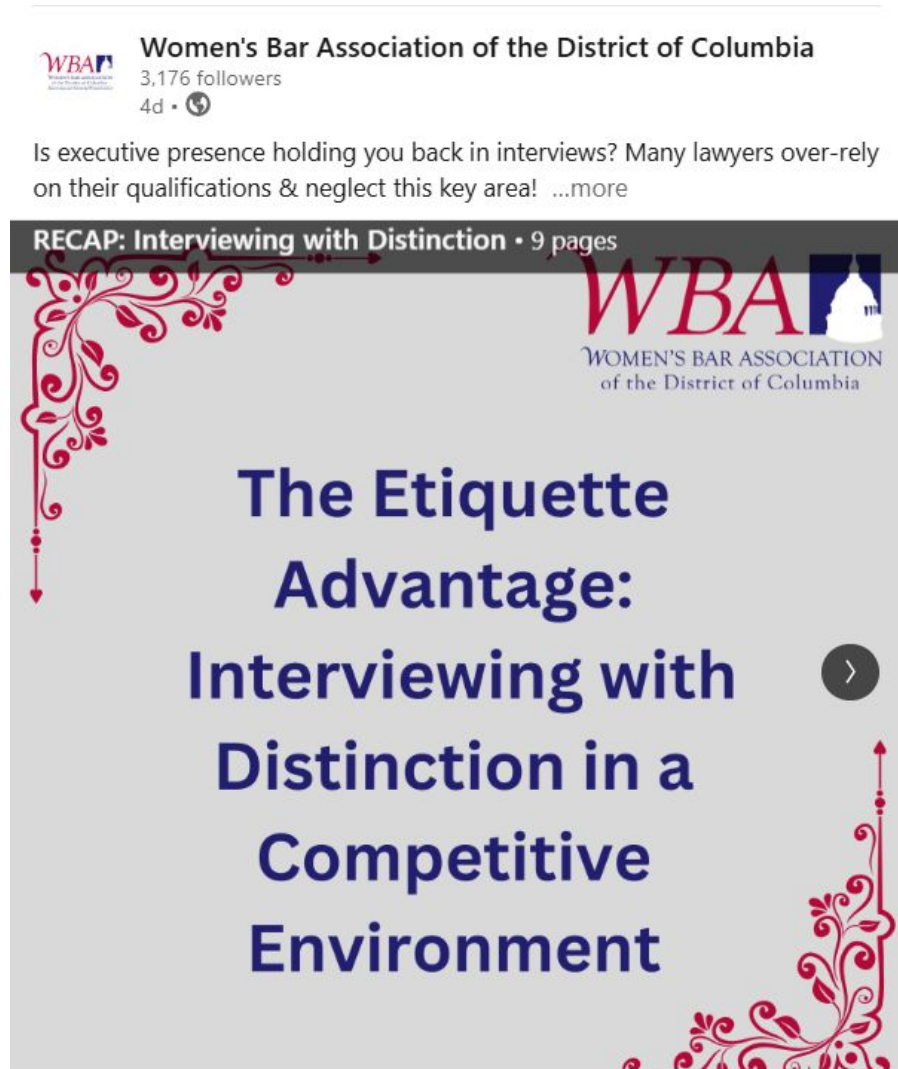 WBA
Women's Bar Association of the District of Columbia
3,176 followers
4d •
Is executive presence holding you back in interviews? Many lawyers over-rely
on their qualifications & neglect this key area! ...more
RECAP: Interviewing with Distinction • 9 pages
WBA
WOMEN'S BAR ASSOCIATION
of the District of Columbia
The Etiquette
Advantage:
Interviewing with
Distinction in a
Competitive
Environment